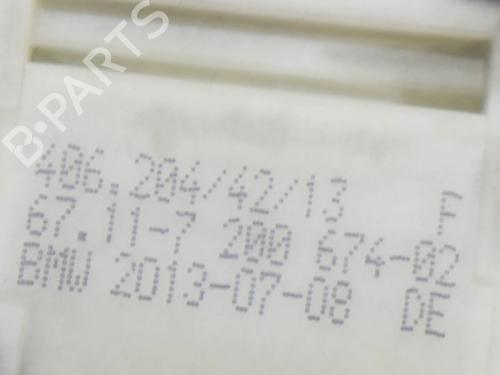 B-PARTS
406.204/42/13 F
67.11-7 200 674-02
BMW 2013-07-08 DE